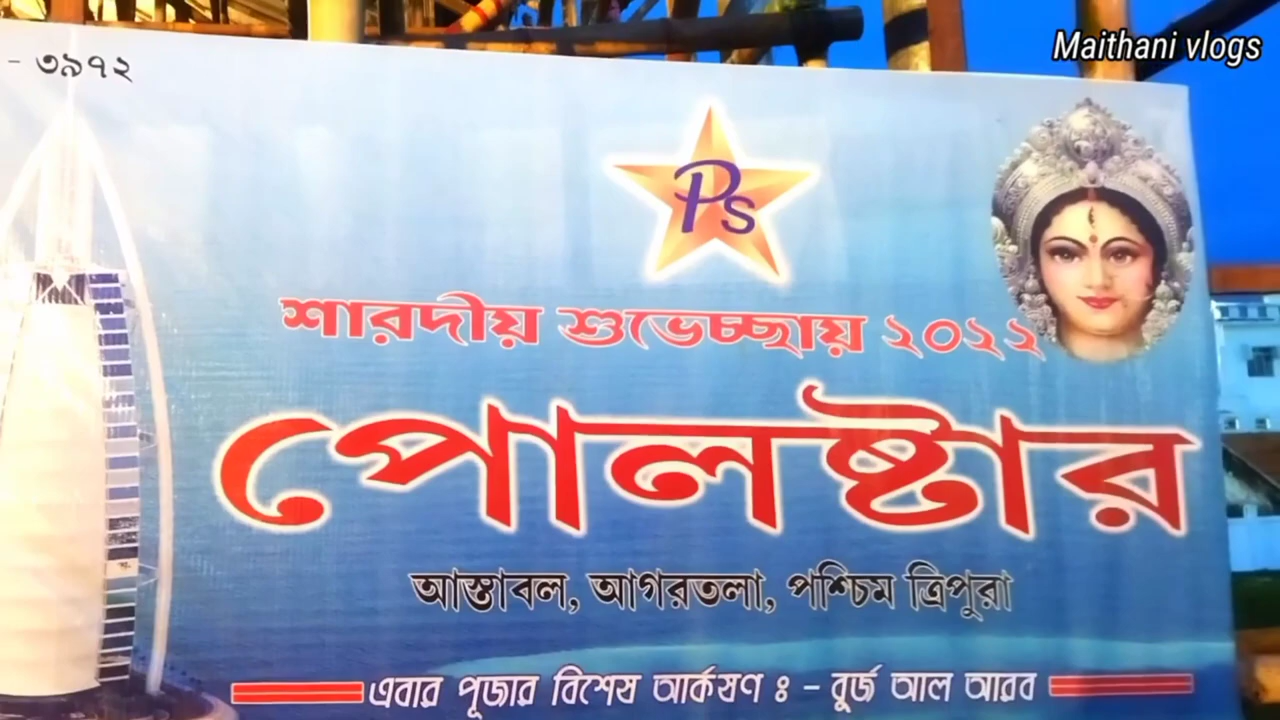 Maithani vlogs
- ৩৯৭২
Ps
শারদীয় শুভেচ্ছায় ২০২২
পোলষ্টার
আস্তাবল, আগরতলা, পশ্চিম ত্রিপুরা
এবার পূজার বিশেষ আর্কষণ ঃ - বুর্জ আল আরব